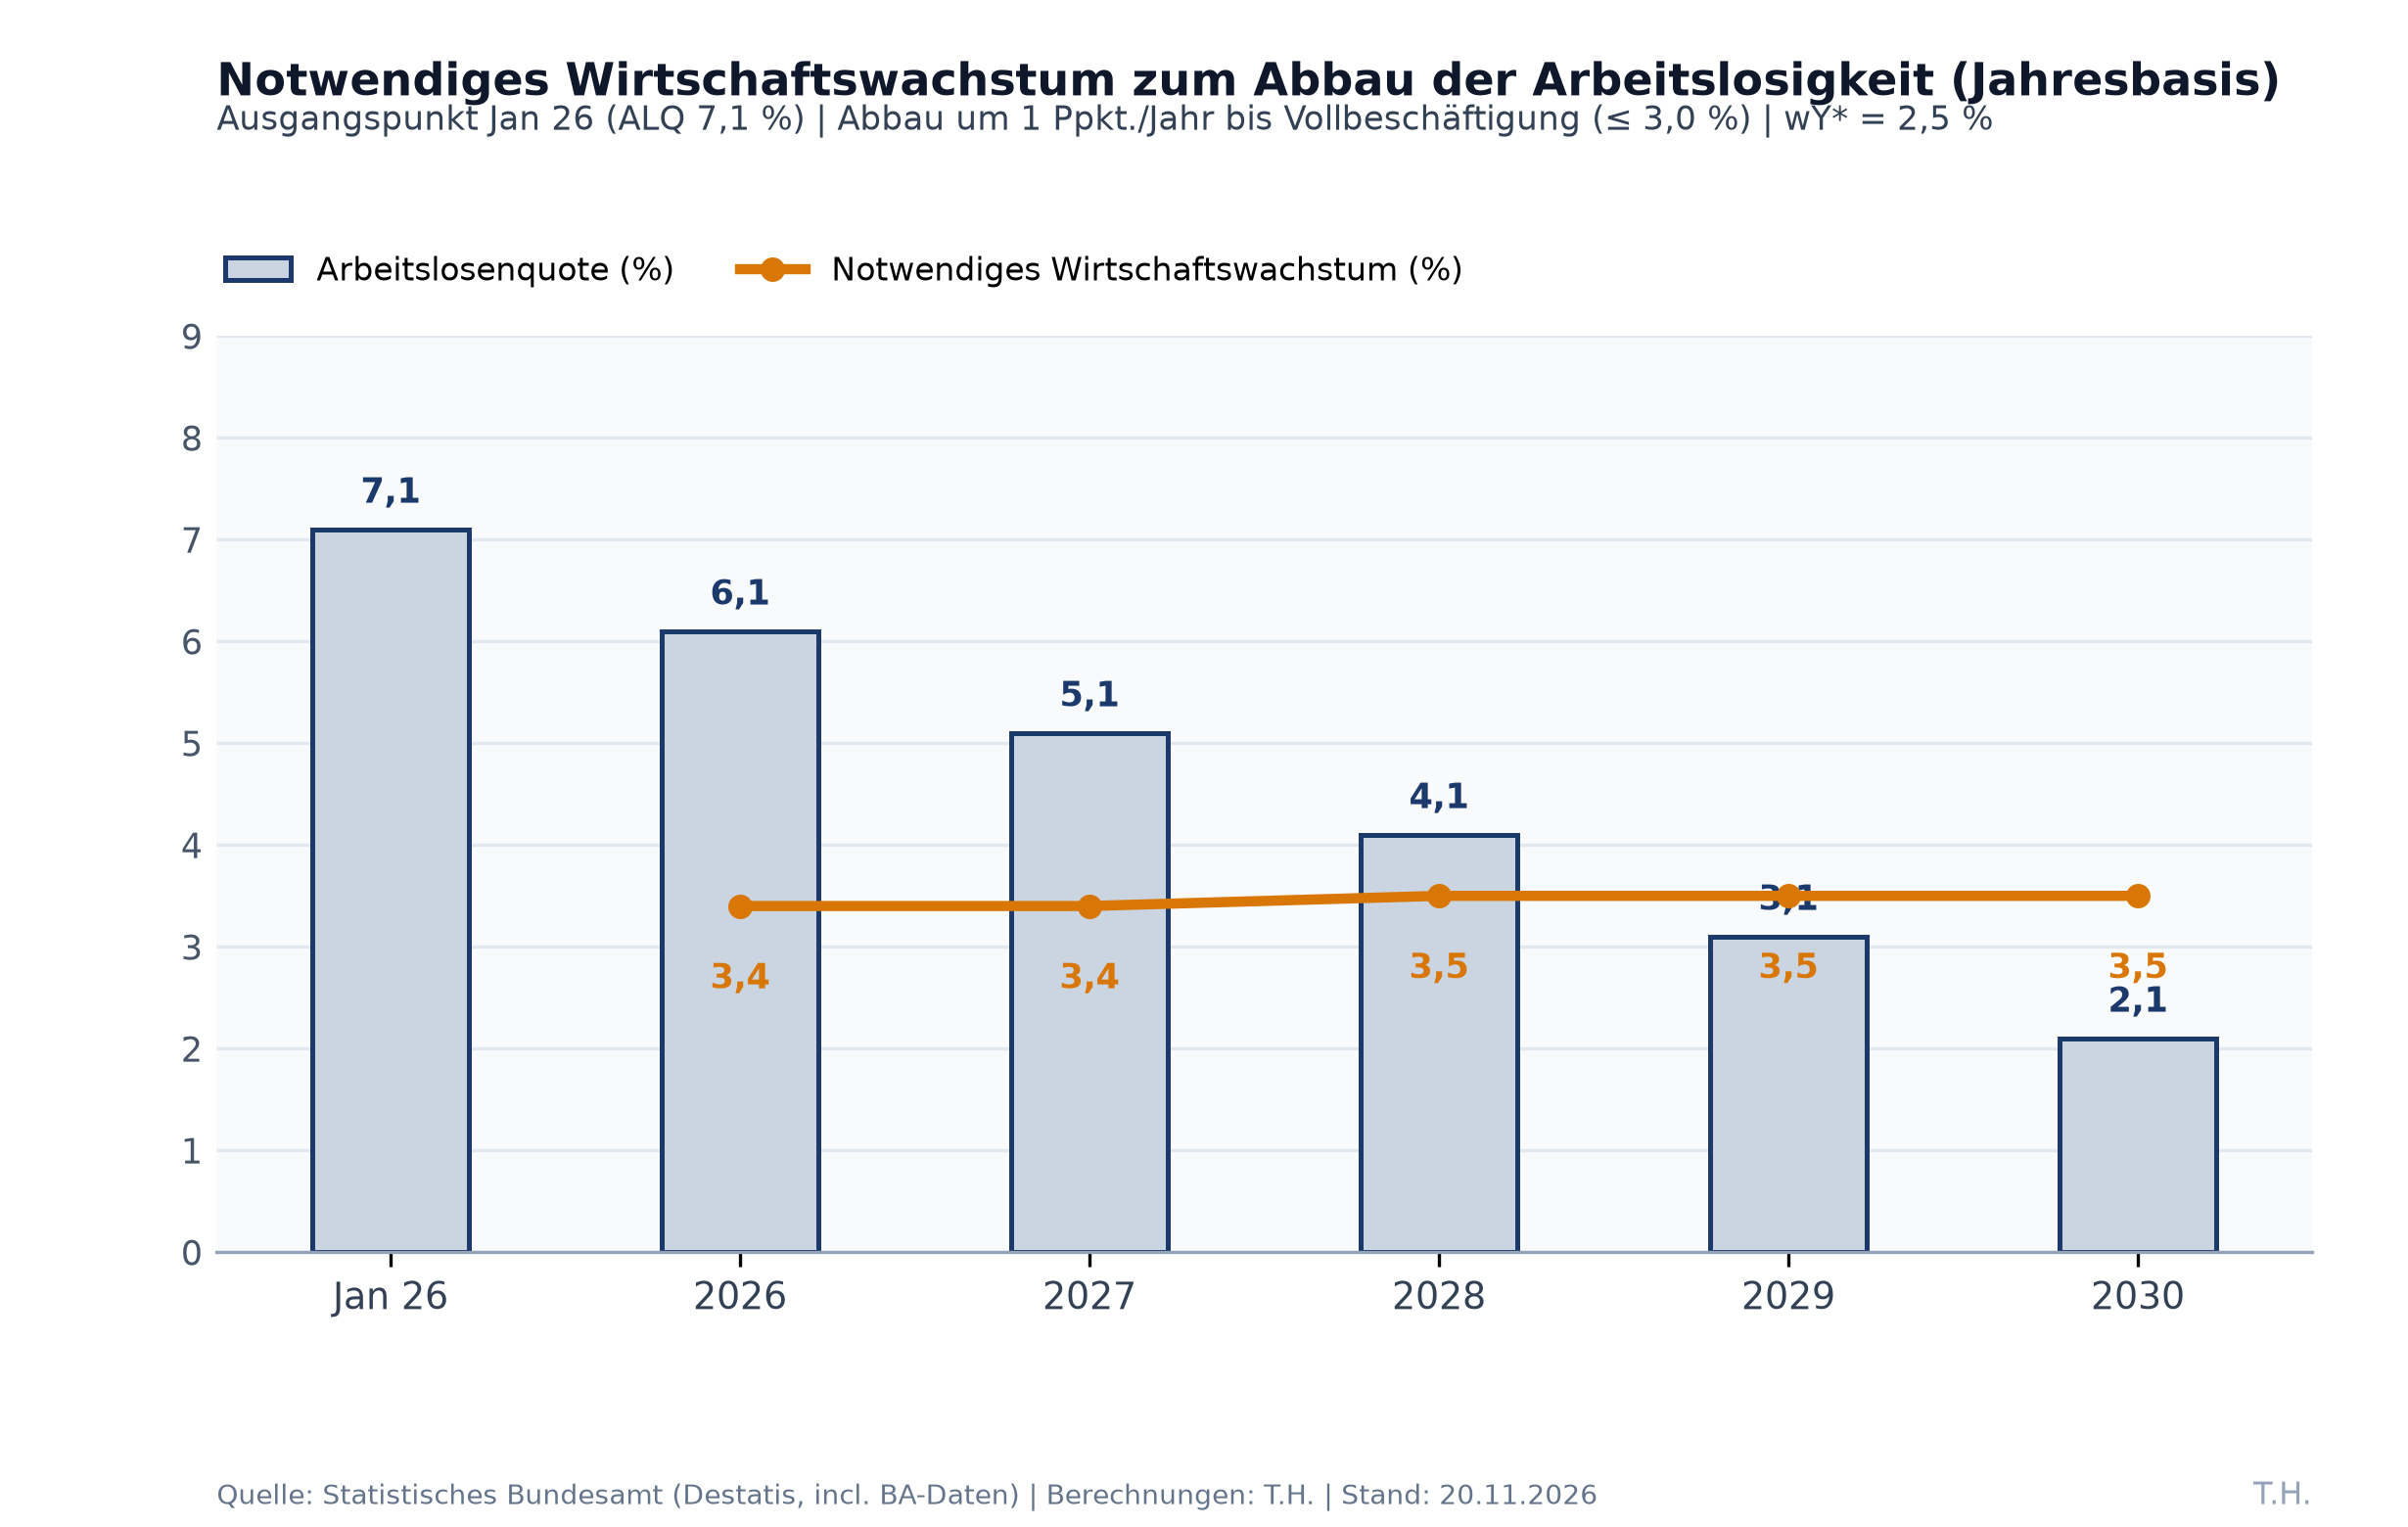 Notwendiges Wirtschaftswachstum zum Abbau der Arbeitslosigkeit (Jahresbasis)
Ausgangspunkt Jan 26 (ALQ 7,1 %) | Abbau um 1 Ppkt./Jahr bis Vollbeschäftigung (≤ 3,0 %) | wY* = 2,5 %
Arbeitslosenquote (%) Notwendiges Wirtschaftswachstum (%)
9
8
7,1
7
6,1
6
5,1
5
4,1
4
3,1
3
3,4 3,4 3,5 3,5 3,5
2,1
2
1
0
Jan 26 2026 2027 2028 2029 2030
Quelle: Statistisches Bundesamt (Destatis, incl. BA-Daten) | Berechnungen: T.H. | Stand: 20.11.2026 T.H.